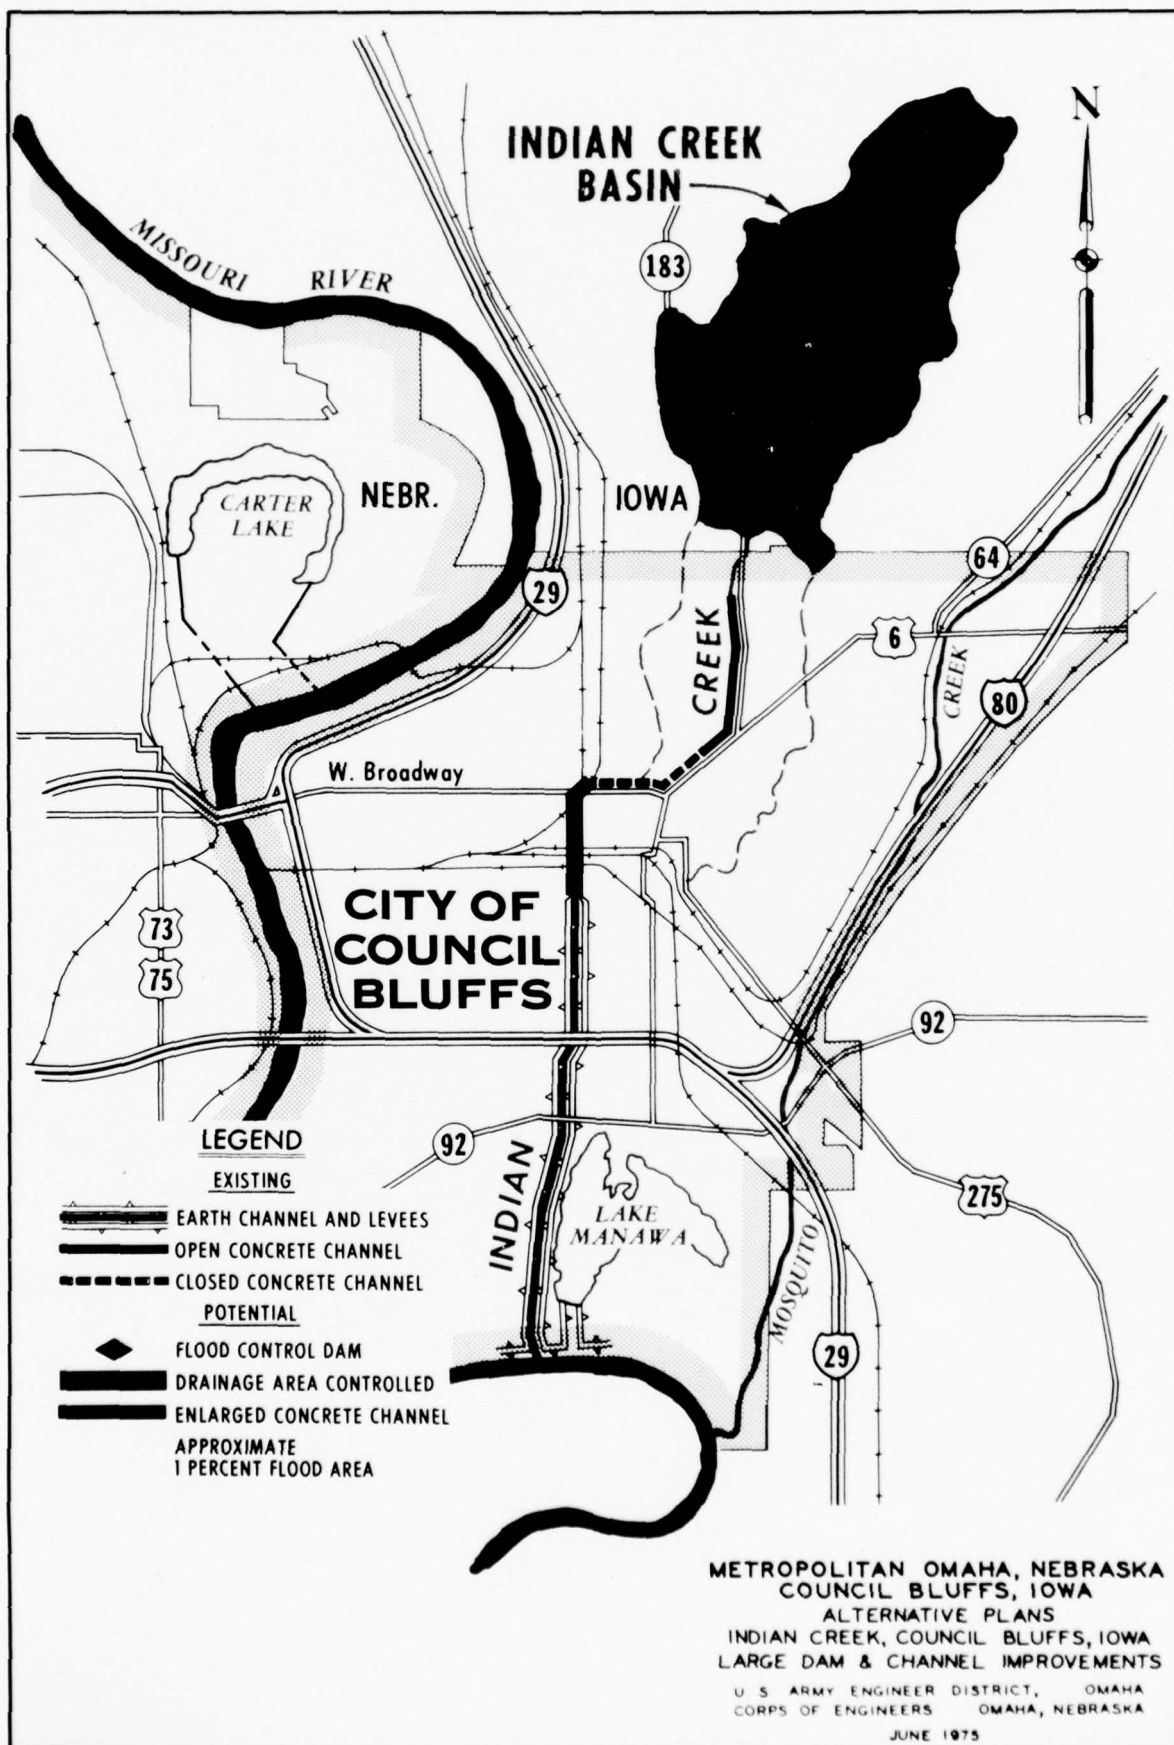 INDIAN CREEK
BASIN
N
MISSOURI RIVER
183
CARTER
LAKE
NEBR.
IOWA
29
64
6
CREEK
CREEK
80
W. Broadway
CITY OF
COUNCIL
BLUFFS
73
75
92
92
INDIAN
LAKE
MANAWA
MOSQUITO
275
29
LEGEND
EXISTING
EARTH CHANNEL AND LEVEES
OPEN CONCRETE CHANNEL
CLOSED CONCRETE CHANNEL
POTENTIAL
FLOOD CONTROL DAM
DRAINAGE AREA CONTROLLED
ENLARGED CONCRETE CHANNEL
APPROXIMATE
1 PERCENT FLOOD AREA
METROPOLITAN OMAHA, NEBRASKA
COUNCIL BLUFFS, IOWA
ALTERNATIVE PLANS
INDIAN CREEK, COUNCIL BLUFFS, IOWA
LARGE DAM & CHANNEL IMPROVEMENTS
U S ARMY ENGINEER DISTRICT, OMAHA
CORPS OF ENGINEERS OMAHA, NEBRASKA
JUNE 1975